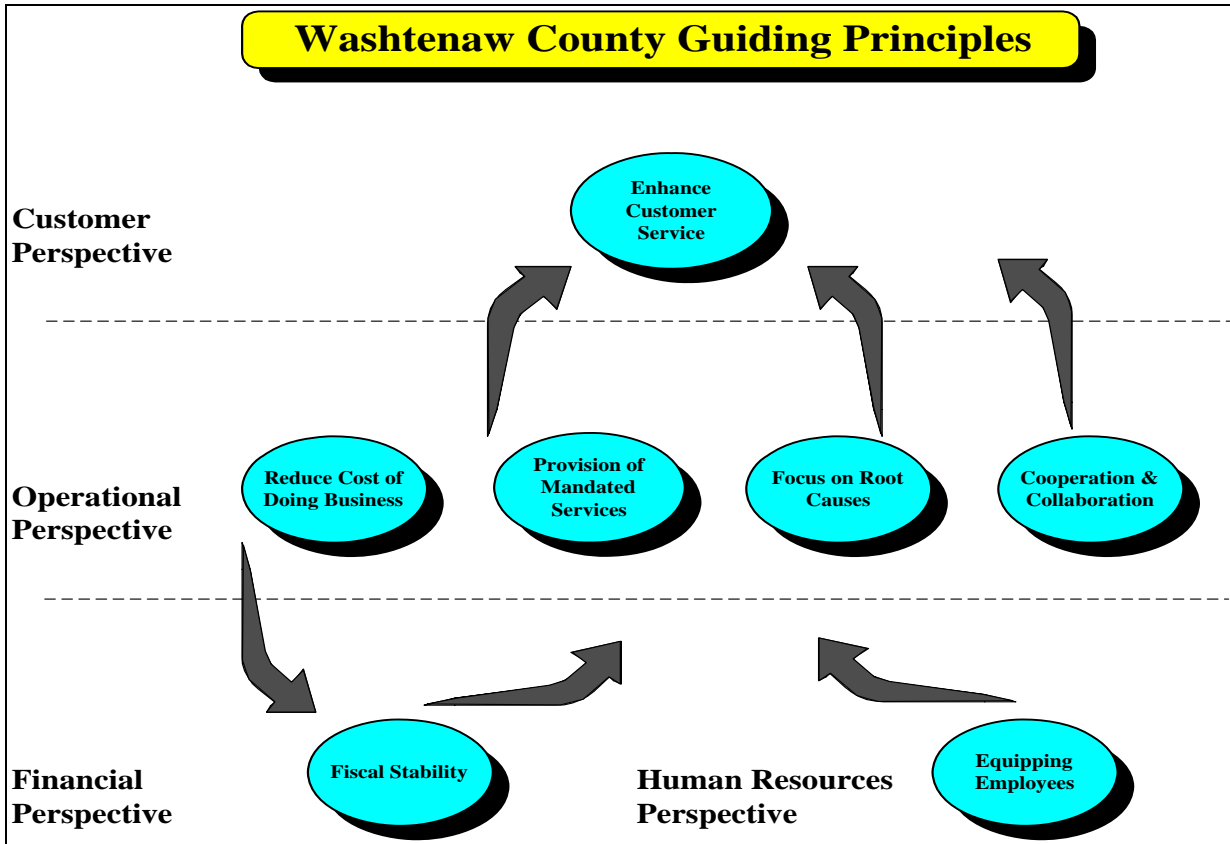 Washtenaw County Guiding Principles
Customer
Perspective
Enhance
Customer
Service
Operational
Perspective
Reduce Cost of
Doing Business
Provision of
Mandated
Services
Focus on Root
Causes
Cooperation &
Collaboration
Financial
Perspective
Fiscal Stability
Human Resources
Perspective
Equipping
Employees